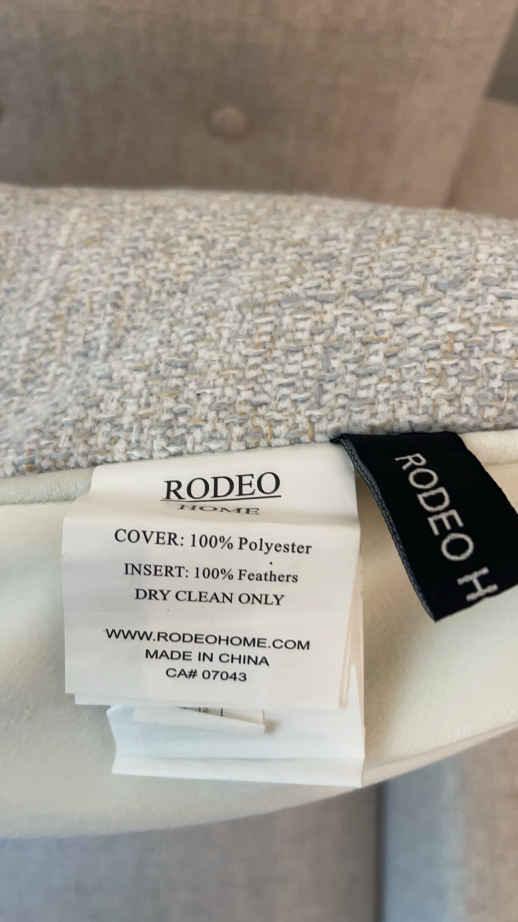 RODEO
HOME
COVER: 100% Polyester
INSERT: 100% Feathers
DRY CLEAN ONLY
WWW.RODEOHOME.COM
MADE IN CHINA
CA# 07043
RODEO H